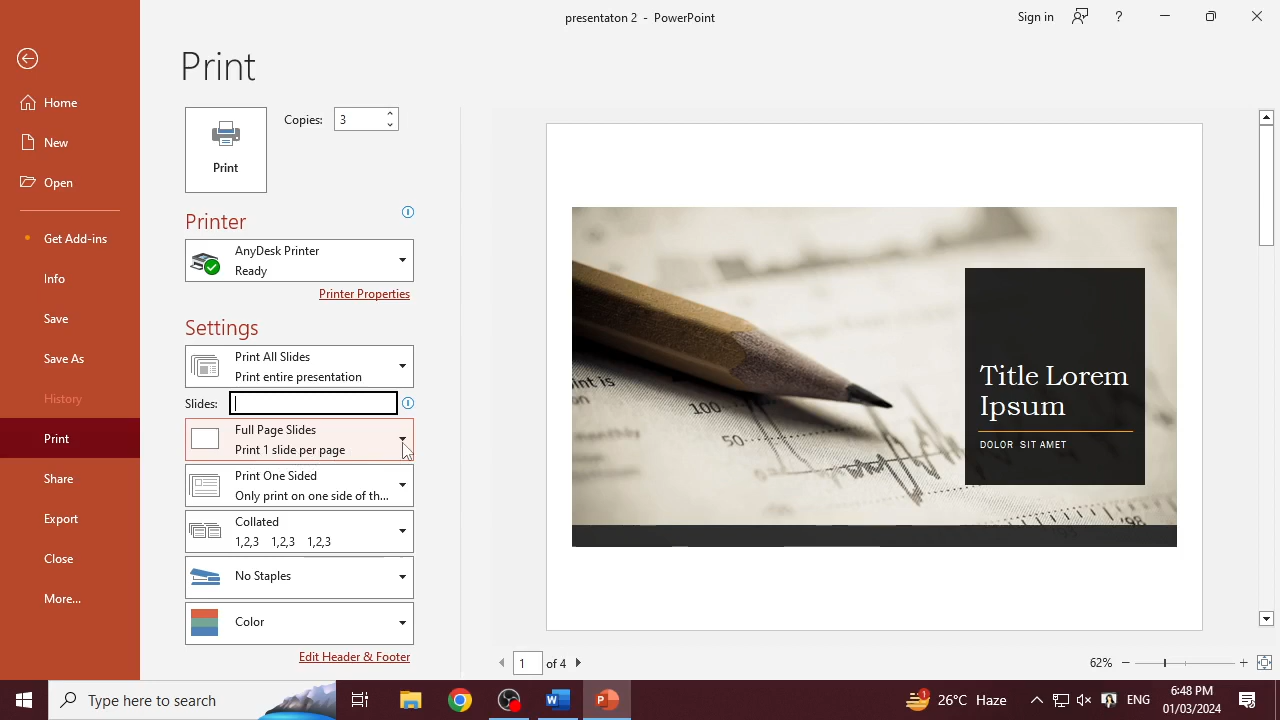 presentaton 2 - PowerPoint
Sign in
?
Print
Home
New
Open
Get Add-ins
Info
Save
Save As
History
Print
Share
Export
Close
More...
Print
Copies: 3
Printer
AnyDesk Printer
Ready
Printer Properties
Settings
Print All Slides
Print entire presentation
Slides:
Full Page Slides
Print 1 slide per page
Print One Sided
Only print on one side of th...
Collated
1,2,3 1,2,3 1,2,3
No Staples
Color
Edit Header & Footer
Title Lorem
Ipsum
DOLOR SIT AMET
100
50
1 of 4
62%
Type here to search
1
26°C Haze
ENG
6:48 PM
01/03/2024